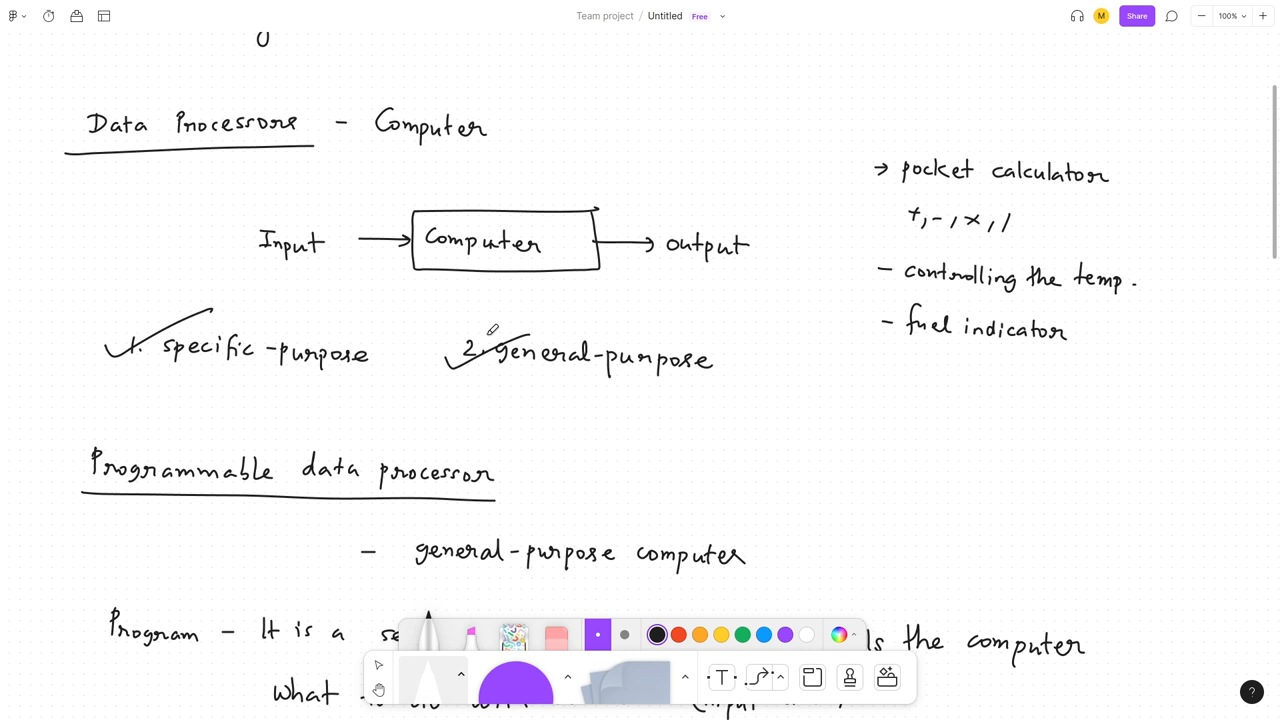 Team project / Untitled Free
M
Share
100%
Data Processors - Computer
→ pocket calculator
+, -, ×, /
Input → Computer → output
- controlling the temp.
- fuel indicator
1. specific-purpose 2. general-purpose
Programmable data processor
- general-purpose computer
Program - It is a ls the computer
what
T
?